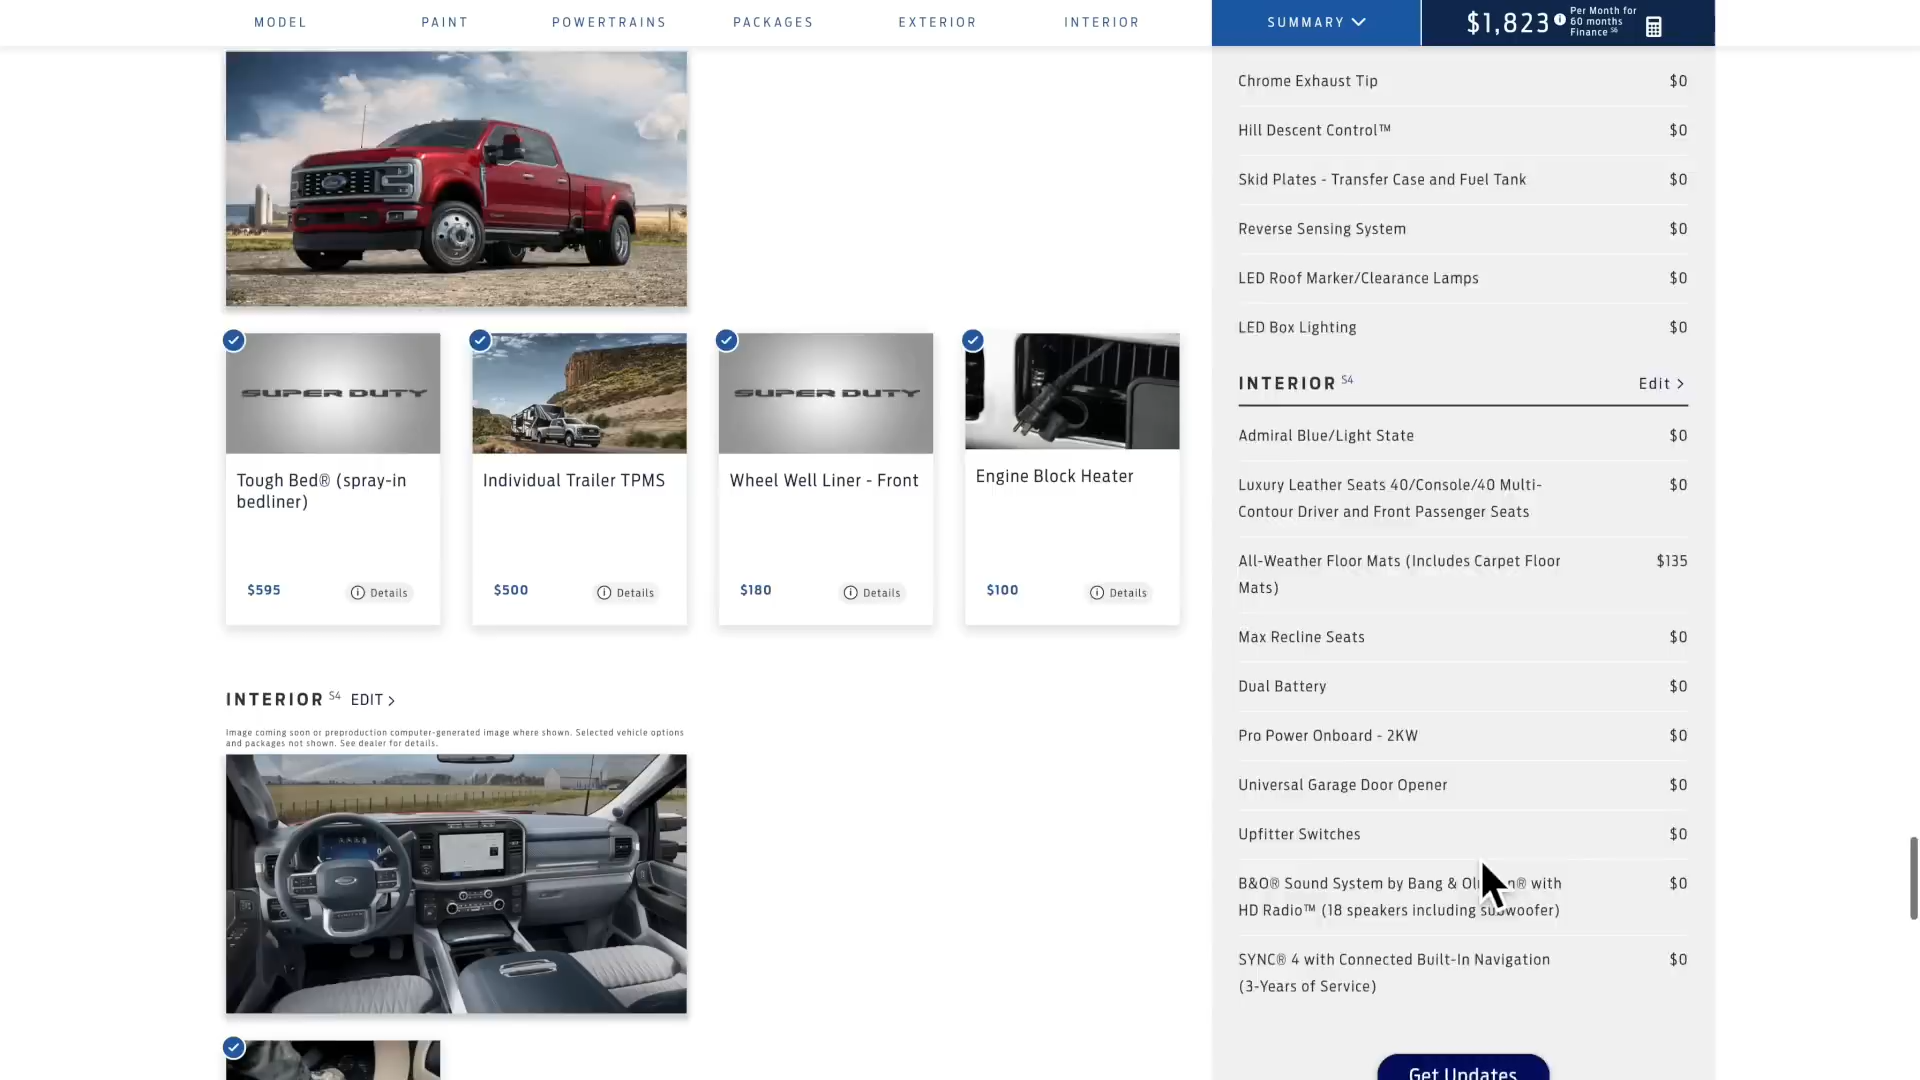 MODEL
PAINT
POWERTRAINS
PACKAGES
EXTERIOR
INTERIOR
SUMMARY
$1,823
Per Month for
60 months
Finance S6
Chrome Exhaust Tip $0
Hill Descent Control™ $0
Skid Plates - Transfer Case and Fuel Tank $0
Reverse Sensing System $0
LED Roof Marker/Clearance Lamps $0
LED Box Lighting $0
INTERIOR S4 Edit >
Admiral Blue/Light State $0
Luxury Leather Seats 40/Console/40 Multi- $0
Contour Driver and Front Passenger Seats
All-Weather Floor Mats (Includes Carpet Floor $135
Mats)
Max Recline Seats $0
Dual Battery $0
Pro Power Onboard - 2KW $0
Universal Garage Door Opener $0
Upfitter Switches $0
B&O® Sound System by Bang & with $0
HD Radio™ (18 speakers including subwoofer)
SYNC® 4 with Connected Built-In Navigation $0
(3-Years of Service)
Get Updates
SUPER DUTY
Tough Bed® (spray-in
bedliner)
$595 Details
Individual Trailer TPMS
$500 Details
SUPER DUTY
Wheel Well Liner - Front
$180 Details
Engine Block Heater
$100 Details
INTERIOR S4 EDIT >
Image coming soon or preproduction computer-generated image where shown. Selected vehicle options
and packages not shown. See dealer for details.